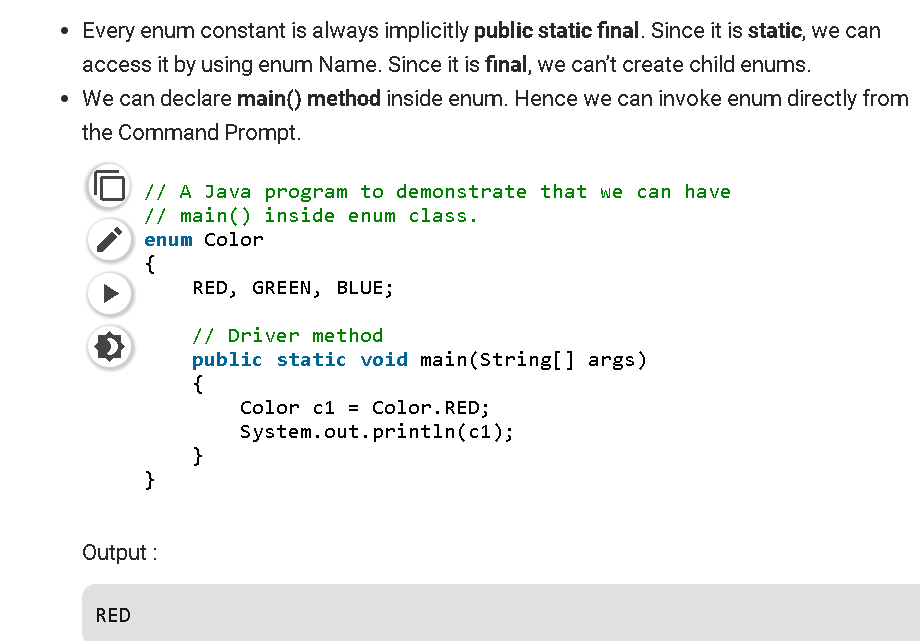 • Every enum constant is always implicitly public static final. Since it is static, we can
access it by using enum Name. Since it is final, we can’t create child enums.
• We can declare main() method inside enum. Hence we can invoke enum directly from
the Command Prompt.
// A Java program to demonstrate that we can have
// main() inside enum class.
enum Color
{
    RED, GREEN, BLUE;
    // Driver method
    public static void main(String[] args)
    {
        Color c1 = Color.RED;
        System.out.println(c1);
    }
}
Output :
RED